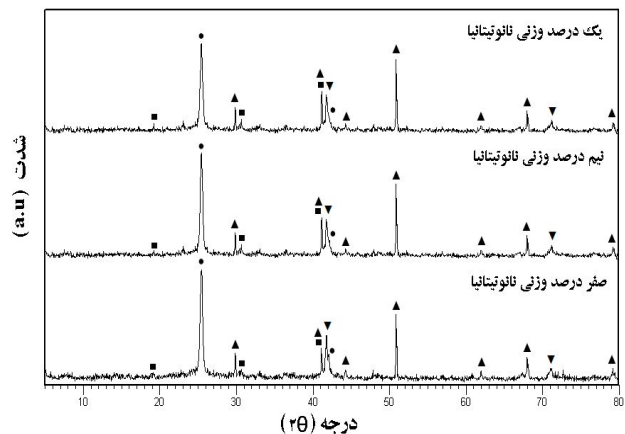 یک درصد وزنی نانوتیتانیا
نیم درصد وزنی نانوتیتانیا
صفر درصد وزنی نانوتیتانیا
شدت (a.u)
10 20 30 40 50 60 70 80
درجه (۲θ)